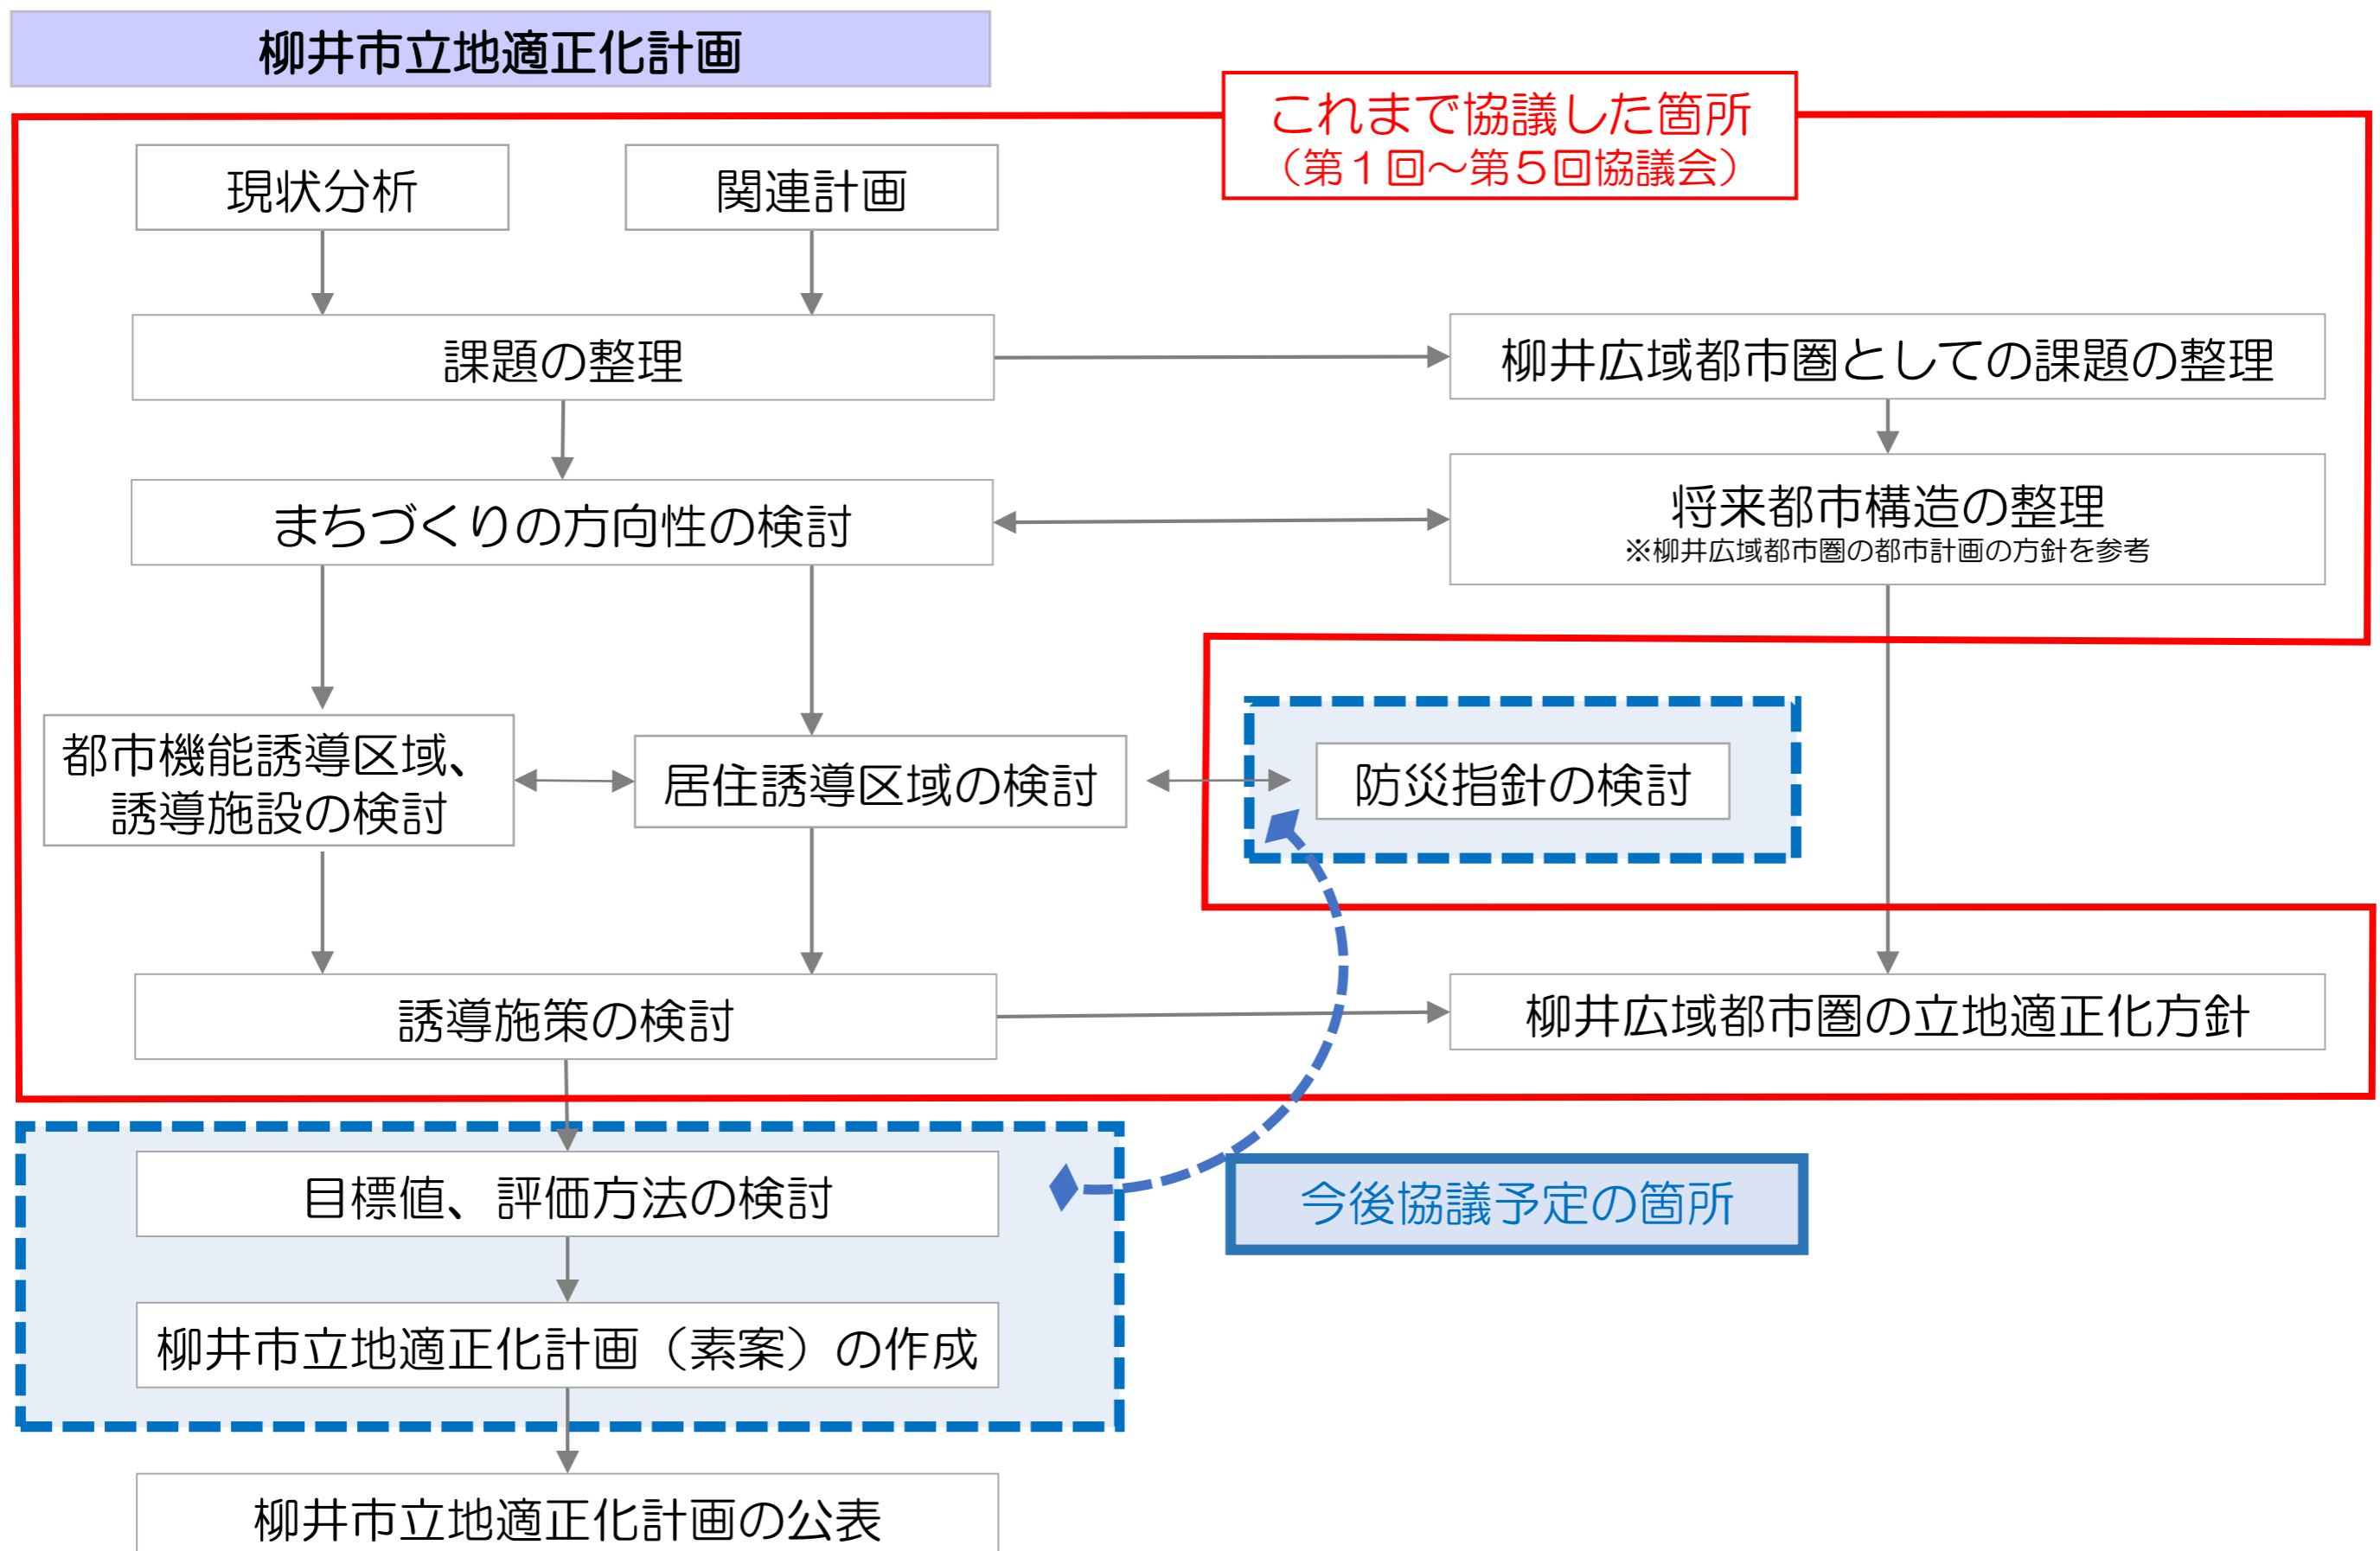 柳井市立地適正化計画
これまで協議した箇所
（第１回～第５回協議会）
現状分析
関連計画
課題の整理
柳井広域都市圏としての課題の整理
まちづくりの方向性の検討
将来都市構造の整理
※柳井広域都市圏の都市計画の方針を参考
都市機能誘導区域、
誘導施設の検討
居住誘導区域の検討
防災指針の検討
誘導施策の検討
柳井広域都市圏の立地適正化方針
目標値、評価方法の検討
今後協議予定の箇所
柳井市立地適正化計画（素案）の作成
柳井市立地適正化計画の公表